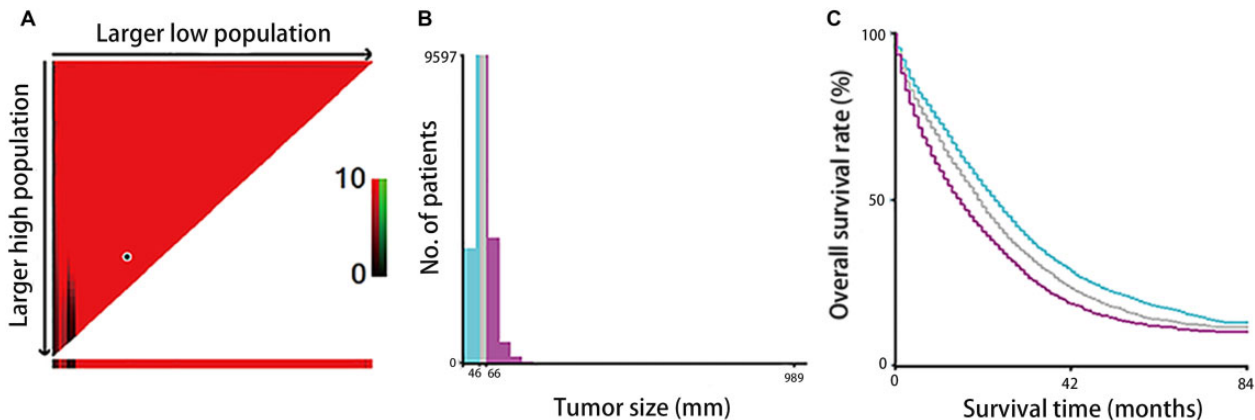 A
Larger low population
Larger high population
10
0
B
9597
No. of patients
0
46
66
989
Tumor size (mm)
C
100
Overall survival rate (%)
50
0
0
42
84
Survival time (months)